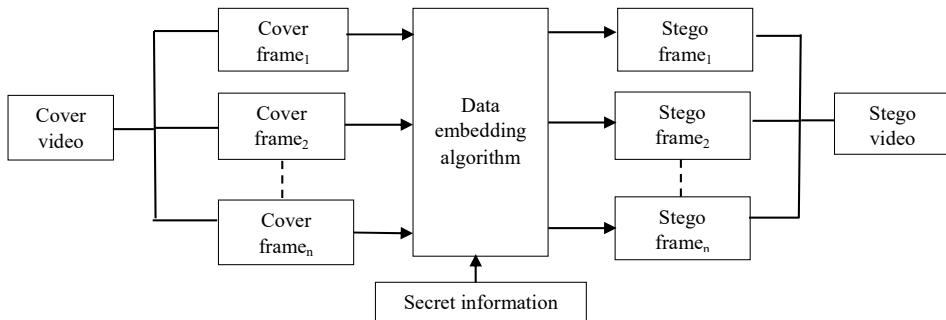 Cover
video
Cover
frame₁
Cover
frame₂
Cover
frameₙ
Data
embedding
algorithm
Secret information
Stego
frame₁
Stego
frame₂
Stego
frameₙ
Stego
video